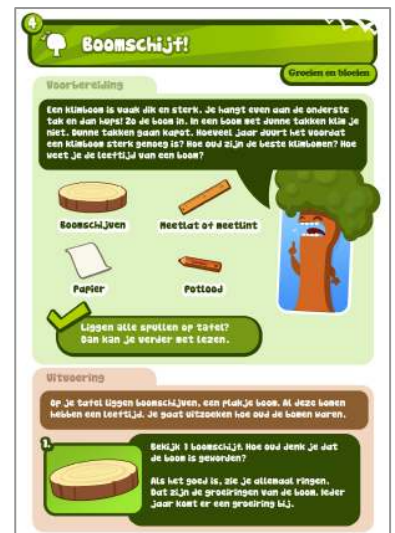 4
Boomschijf!
Groeien en bloeien
Voorbereiding
Een klimboom is vaak dik en sterk. Je hangt even aan de onderste
tak en dan hups! Zo de boom in. In een boom met dunne takken klim je
niet. Dunne takken gaan kapot. Hoeveel jaar duurt het voordat
een klimboom sterk genoeg is? Hoe oud zijn de beste klimbomen? Hoe
weet je de leeftijd van een boom?
Boomschijven
Meetlat of meetlint
Papier
Potlood
Liggen alle spullen op tafel?
Dan kan je verder met lezen.
Uitvoering
Op je tafel liggen boomschijven, een plakje boom. Al deze bomen
hebben een leeftijd. Je gaat uitzoeken hoe oud de bomen waren.
1.
Bekijk 1 boomschijf. Hoe oud denk je dat
de boom is geworden?
Als het goed is, zie je allemaal ringen.
Dat zijn de groeiringen van de boom. Ieder
jaar komt er een groeiring bij.